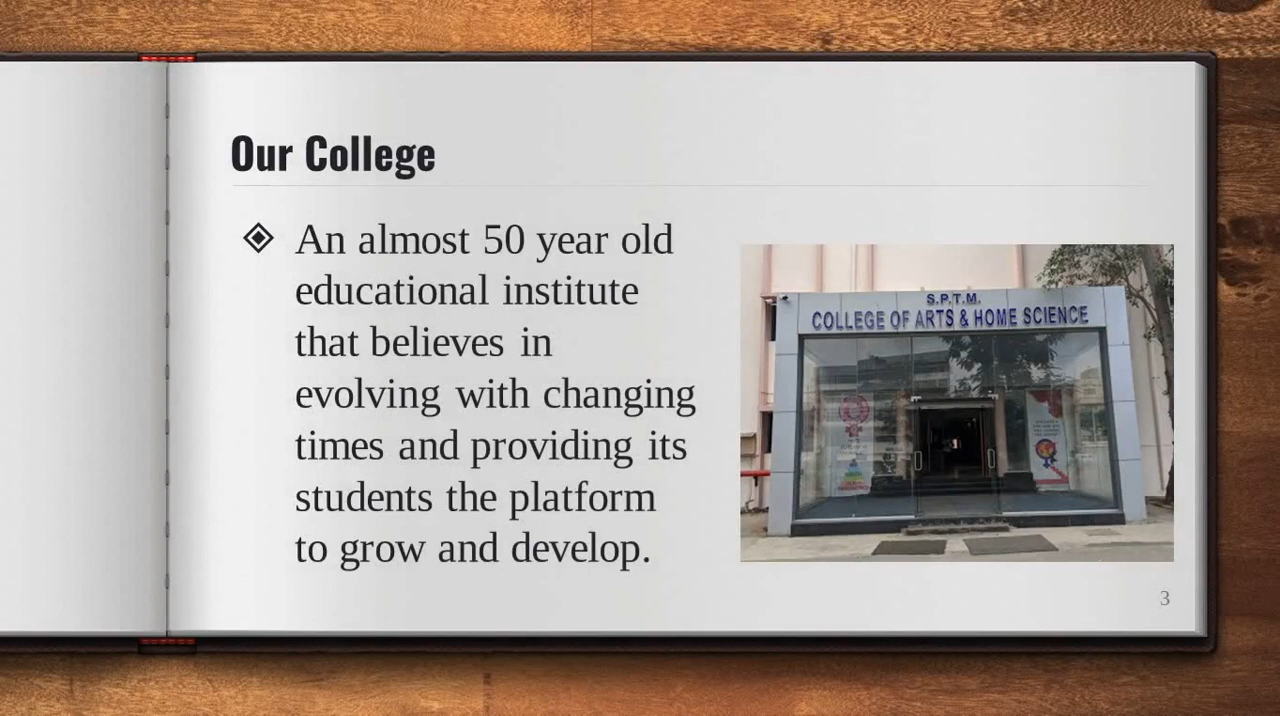 Our College
An almost 50 year old
educational institute
that believes in
evolving with changing
times and providing its
students the platform
to grow and develop.
S.P.T.M.
COLLEGE OF ARTS & HOME SCIENCE
3